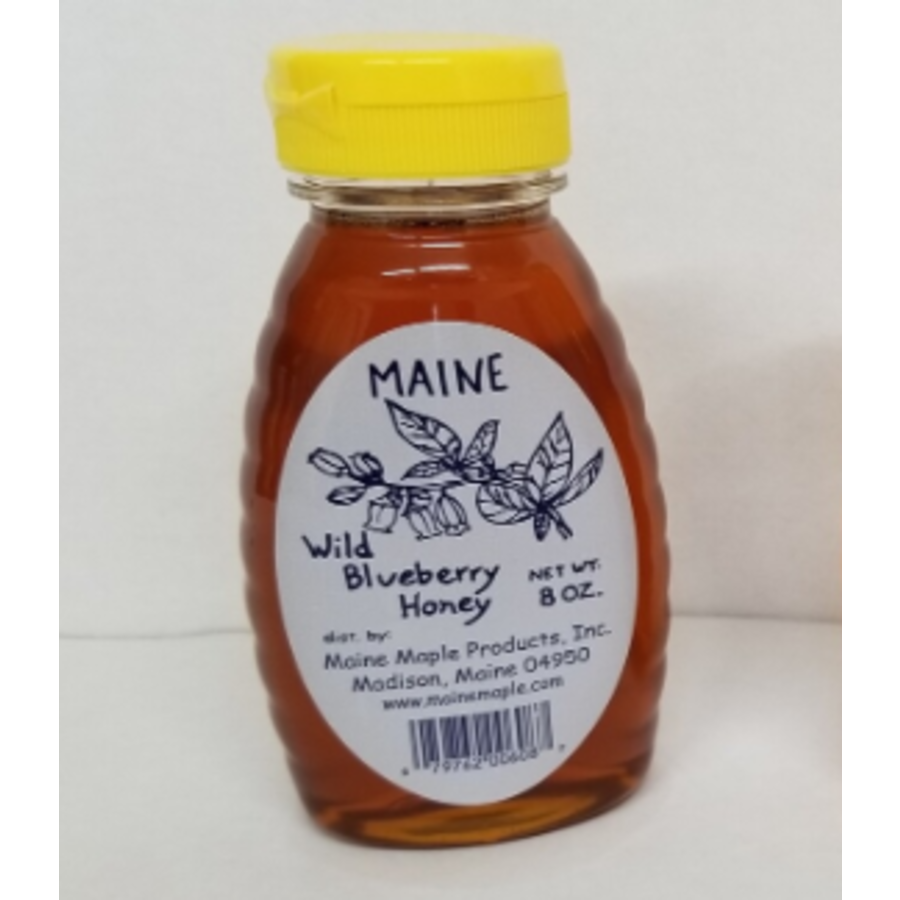 MAINE
Wild
Blueberry
Honey
NET WT.
8 OZ.
dist. by:
Maine Maple Products, Inc.
Madison, Maine 04950
www.mainemaple.com